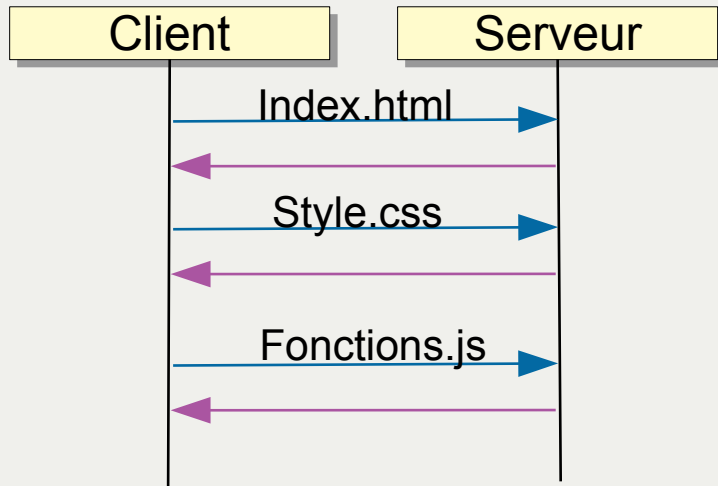 Client
Serveur
Index.html
Style.css
Fonctions.js